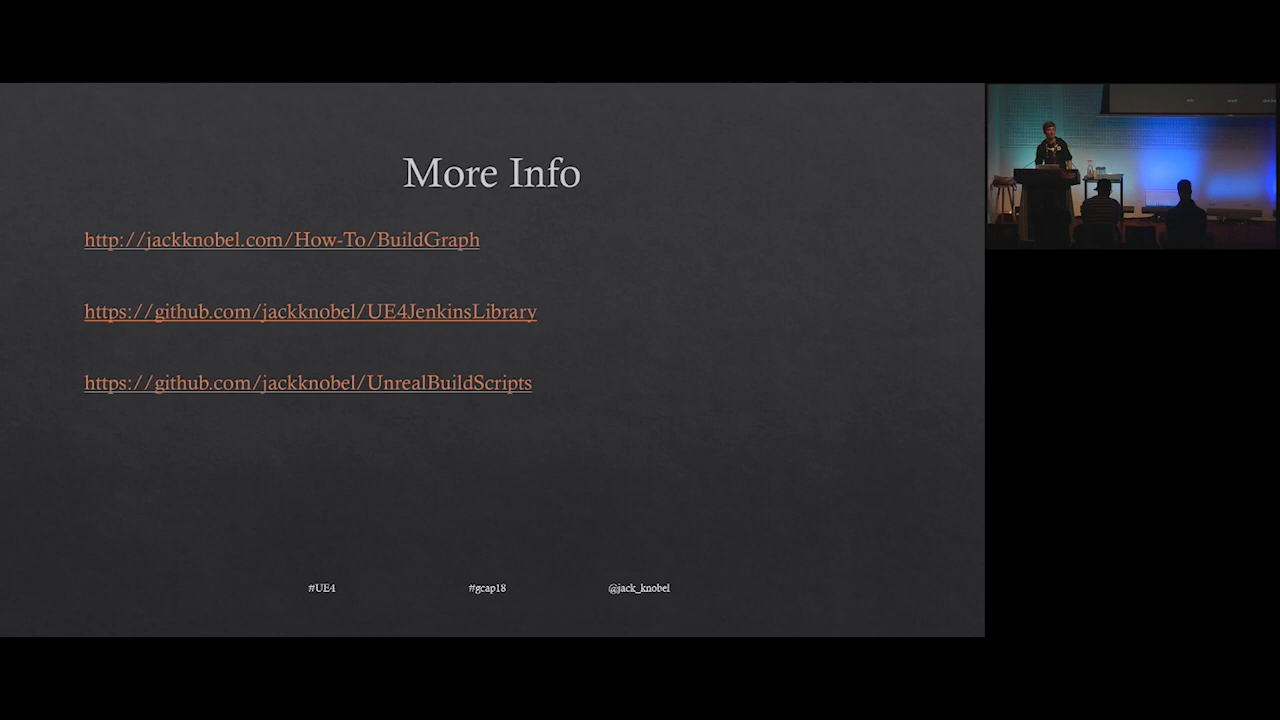 More Info
http://jackknobel.com/How-To/BuildGraph
https://github.com/jackknobel/UE4JenkinsLibrary
https://github.com/jackknobel/UnrealBuildScripts
#UE4 #gcap18 @jack_knobel